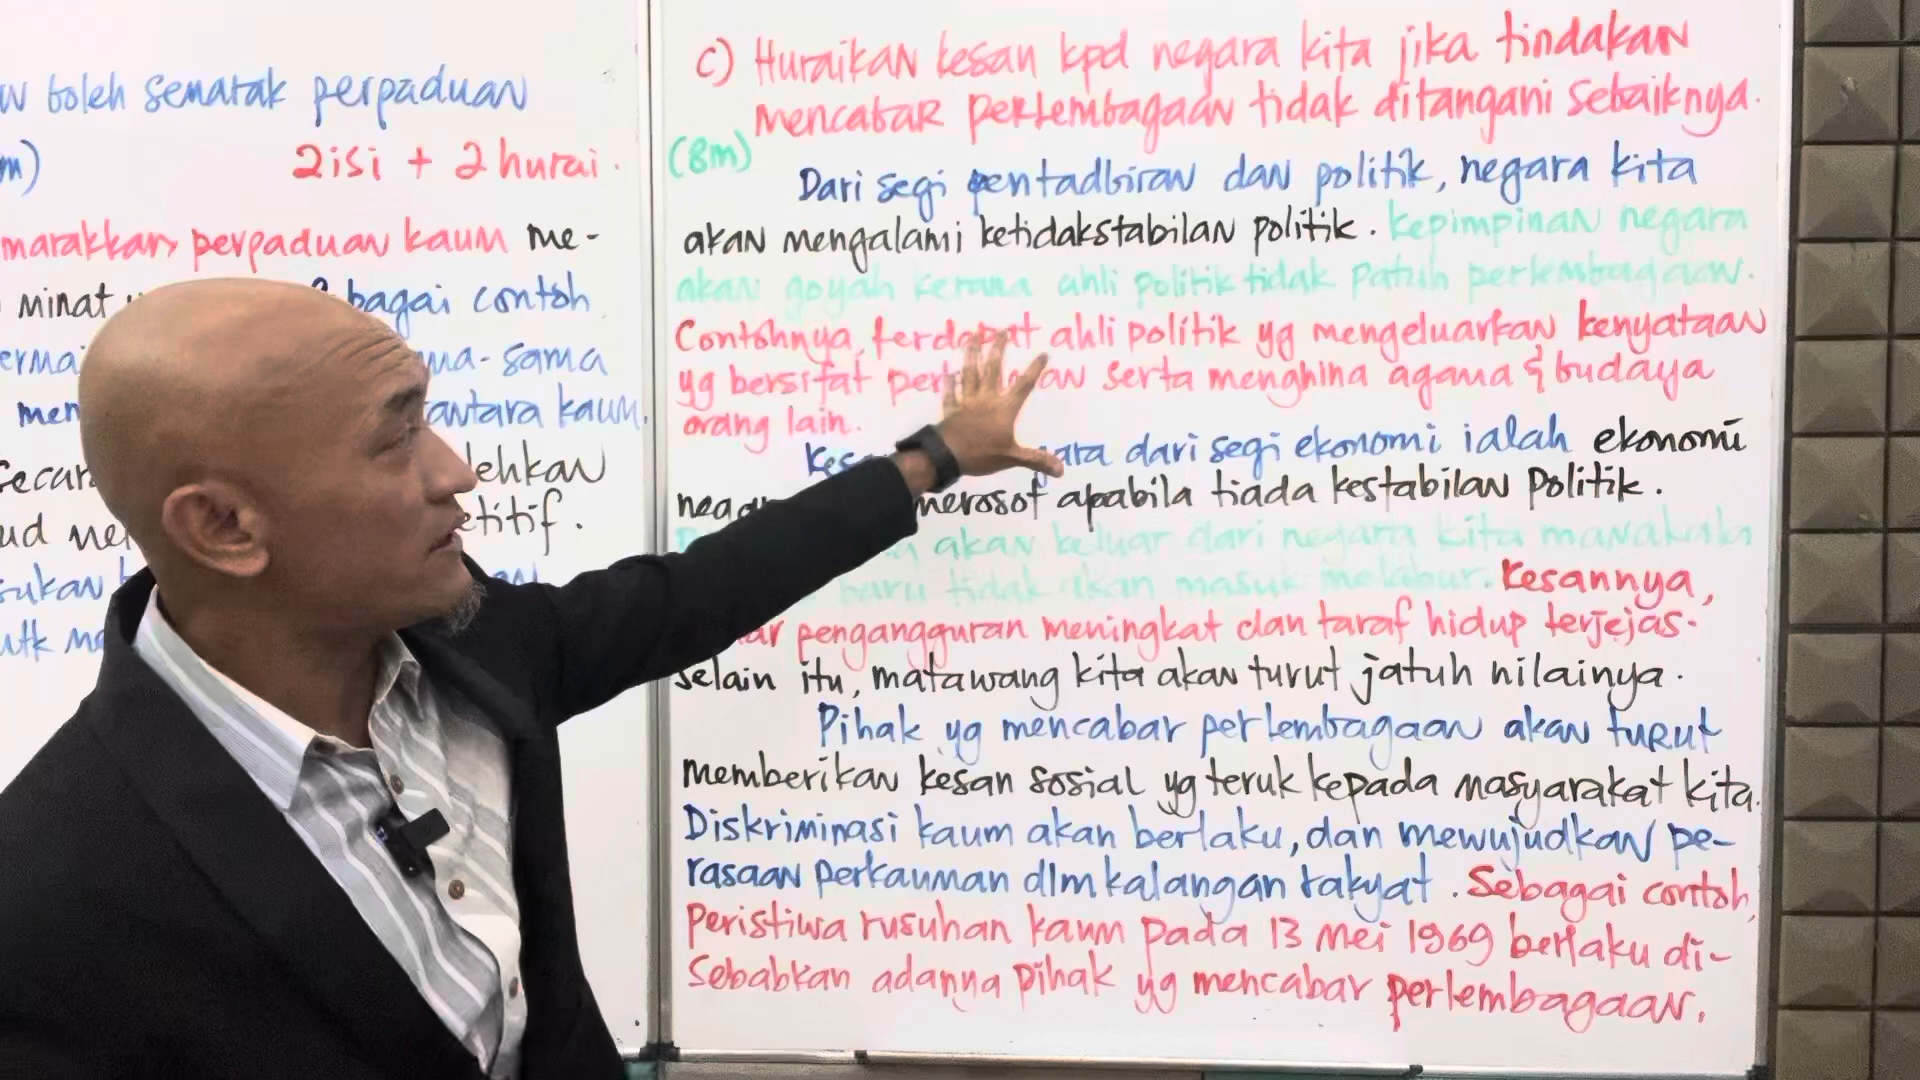 boleh semarak perpaduan
2 isi + 2 hurai.
marakkan perpaduan kaum me-
minat bagai contoh
sama
antara kaum.
lehkan
etitif.
sukan
utk
c) Huraikan kesan kpd negara kita jika tindakan
mencabar perlembagaan tidak ditangani sebaiknya.
(8m)
Dari segi pentadbiran dan politik, negara kita
akan mengalami ketidakstabilan politik. Kepimpinan negara
akan goyah kerana ahli politik tidak patuh perlembagaan.
Contohnya, terdapat ahli politik yg mengeluarkan kenyataan
yg bersifat serta menghina agama & budaya
orang lain.
dari segi ekonomi ialah ekonomi
merosot apabila tiada kestabilan politik.
akan keluar dari negara kita manakala
baru tidak akan masuk melabur. Kesannya,
pengangguran meningkat dan taraf hidup terjejas.
selain itu, matawang kita akan turut jatuh nilainya.
Pihak yg mencabar perlembagaan akan turut
memberikan kesan sosial yg teruk kepada masyarakat kita.
Diskriminasi kaum akan berlaku, dan mewujudkan pe-
rasaan perkauman dlm kalangan rakyat. Sebagai contoh,
peristiwa rusuhan kaum pada 13 Mei 1969 berlaku di-
sebabkan adanya pihak yg mencabar perlembagaan.